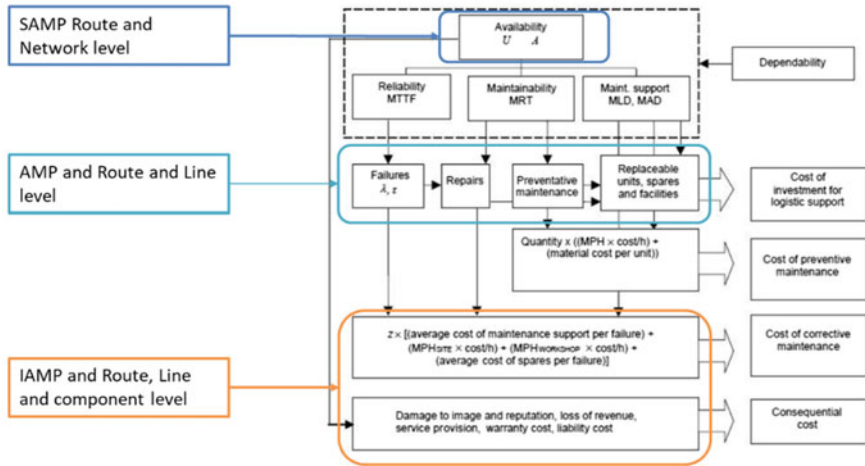 SAMP Route and
Network level
Availability
U A
Dependability
Reliability
MTTF
Maintainability
MRT
Maint. support
MLD, MAD
AMP and Route and Line
level
Failures
λ, z
Repairs
Preventative
maintenance
Replaceable
units, spares
and facilities
Cost of
investment for
logistic support
Quantity x ((MPH × cost/h) +
(material cost per unit))
Cost of preventive
maintenance
IAMP and Route, Line
and component level
z × [(average cost of maintenance support per failure) +
(MPHSITE × cost/h) + (MPHWORKSHOP × cost/h) +
(average cost of spares per failure)]
Cost of corrective
maintenance
Damage to image and reputation, loss of revenue,
service provision, warranty cost, liability cost
Consequential
cost